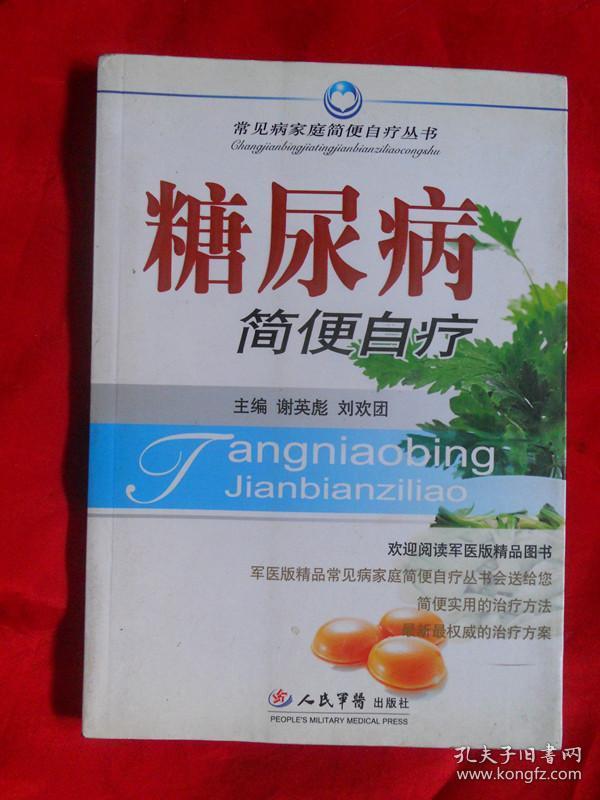 常见病家庭简便自疗丛书
Changjianbingjiatingjianbianziliaocongshu
糖尿病
简便自疗
主编 谢英彪 刘欢团
Tangniaobing
Jianbianziliao
欢迎阅读军医版精品图书
军医版精品常见病家庭简便自疗丛书会送给您
简便实用的治疗方法
最新最权威的治疗方案
人民军醫 出版社
PEOPLE'S MILITARY MEDICAL PRESS
孔夫子旧书网
www.kongfz.com